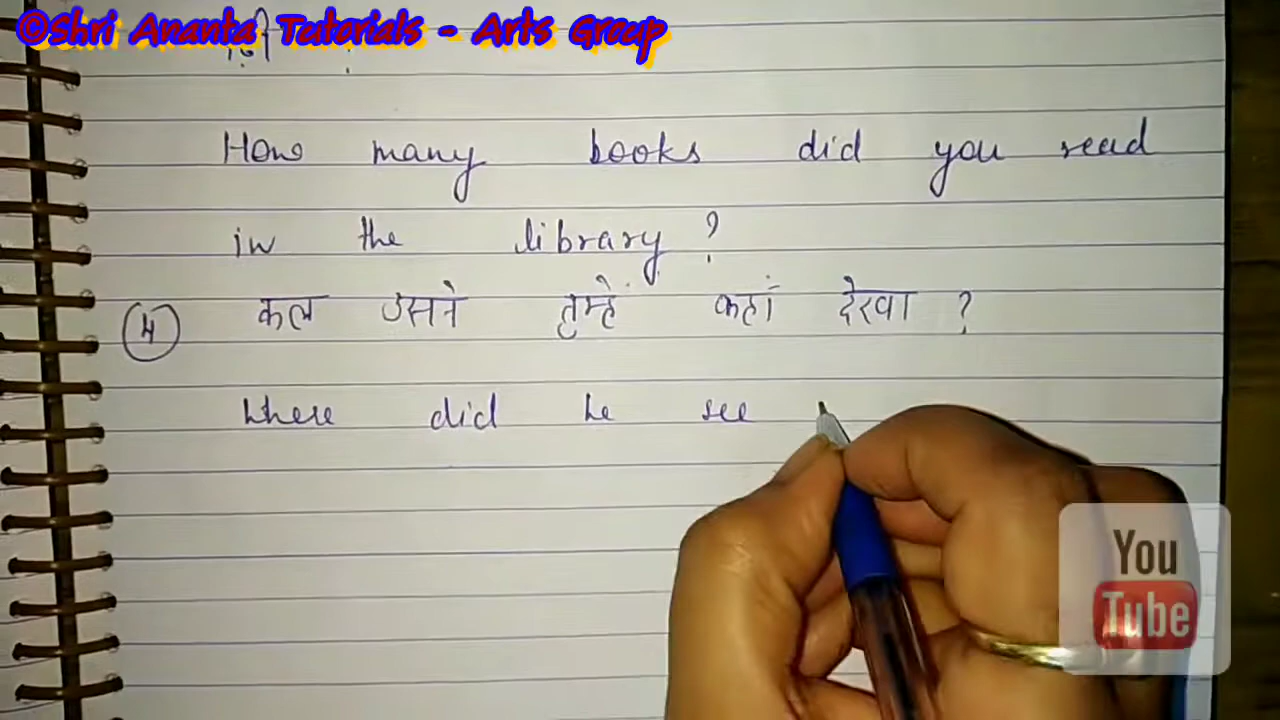 ©Shri Ananta Tutorials - Arts Group
How many books did you read
in the library ?
4 कल उसने तुम्हें कहां देखा ?
Where did he see
You
Tube